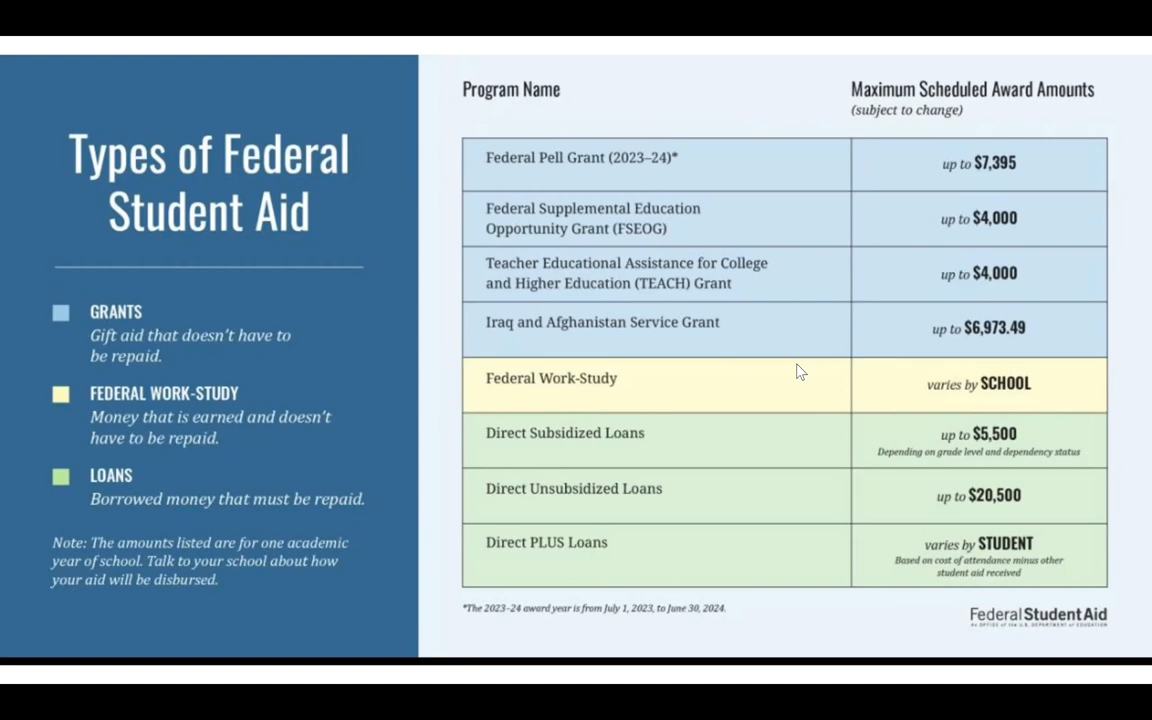 Types of Federal
Student Aid
GRANTS
Gift aid that doesn't have to
be repaid.
FEDERAL WORK-STUDY
Money that is earned and doesn't
have to be repaid.
LOANS
Borrowed money that must be repaid.
Note: The amounts listed are for one academic
year of school. Talk to your school about how
your aid will be disbursed.
Program Name
Maximum Scheduled Award Amounts
(subject to change)
Federal Pell Grant (2023–24)*
up to $7,395
Federal Supplemental Education
Opportunity Grant (FSEOG)
up to $4,000
Teacher Educational Assistance for College
and Higher Education (TEACH) Grant
up to $4,000
Iraq and Afghanistan Service Grant
up to $6,973.49
Federal Work-Study
varies by SCHOOL
Direct Subsidized Loans
up to $5,500
Depending on grade level and dependency status
Direct Unsubsidized Loans
up to $20,500
Direct PLUS Loans
varies by STUDENT
Based on cost of attendance minus other
student aid received
*The 2023–24 award year is from July 1, 2023, to June 30, 2024.
Federal Student Aid
An OFFICE of the U.S. DEPARTMENT of EDUCATION